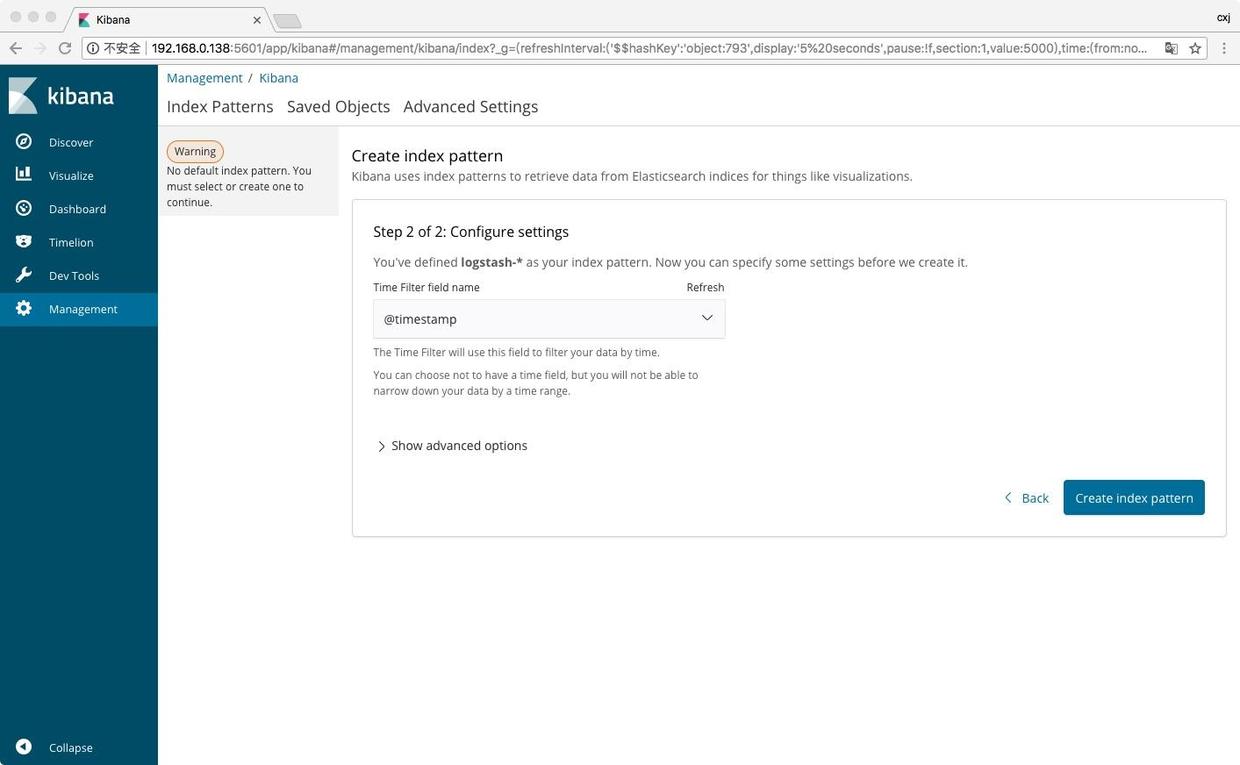 Kibana
cxj
不安全
192.168.0.138:5601/app/kibana#/management/kibana/index?_g=(refreshInterval:('$$hashKey':'object:793',display:'5%20seconds',pause:!f,section:1,value:5000),time:(from:no...
kibana
Discover
Visualize
Dashboard
Timelion
Dev Tools
Management
Collapse
Management / Kibana
Index Patterns Saved Objects Advanced Settings
Warning
No default index pattern. You
must select or create one to
continue.
Create index pattern
Kibana uses index patterns to retrieve data from Elasticsearch indices for things like visualizations.
Step 2 of 2: Configure settings
You've defined logstash-* as your index pattern. Now you can specify some settings before we create it.
Time Filter field name Refresh
@timestamp
The Time Filter will use this field to filter your data by time.
You can choose not to have a time field, but you will not be able to
narrow down your data by a time range.
Show advanced options
Back
Create index pattern